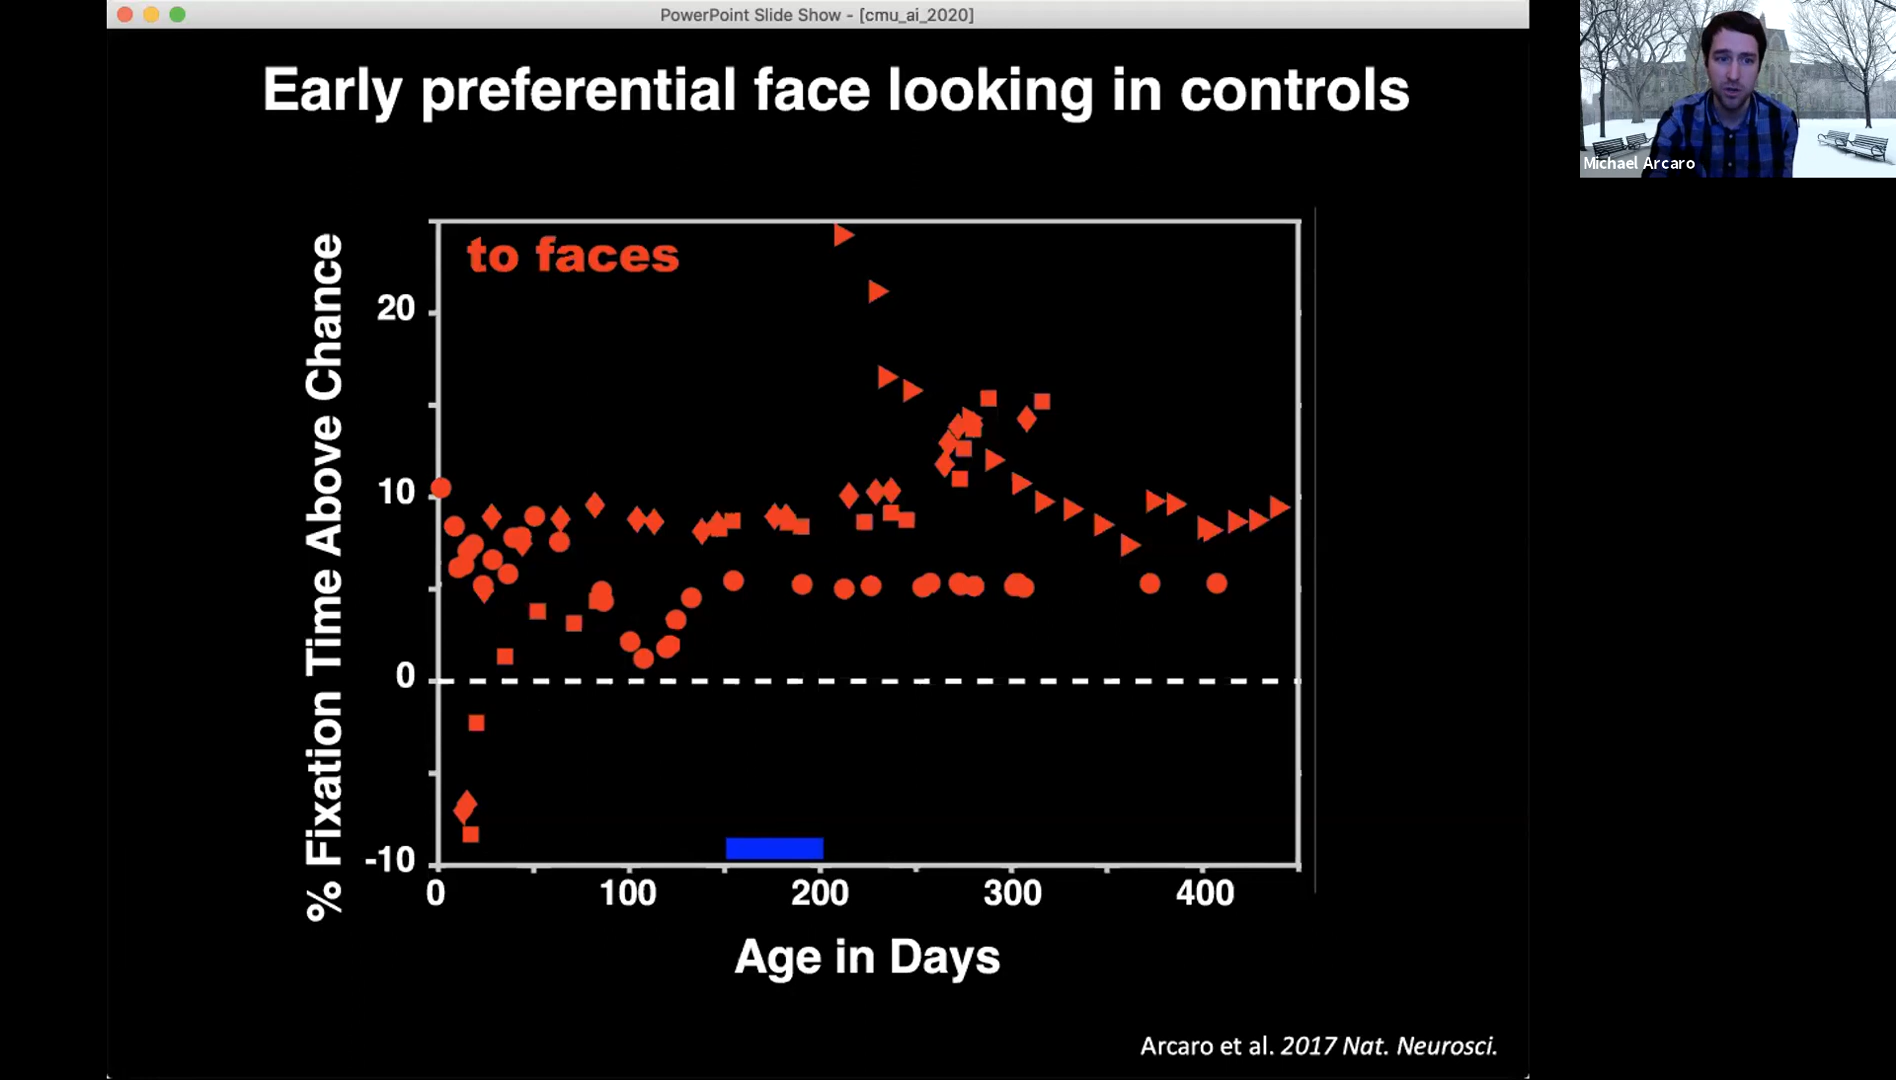 PowerPoint Slide Show - [cmu_ai_2020]
Early preferential face looking in controls
Michael Arcaro
to faces
% Fixation Time Above Chance
20
10
0
-10
0 100 200 300 400
Age in Days
Arcaro et al. 2017 Nat. Neurosci.